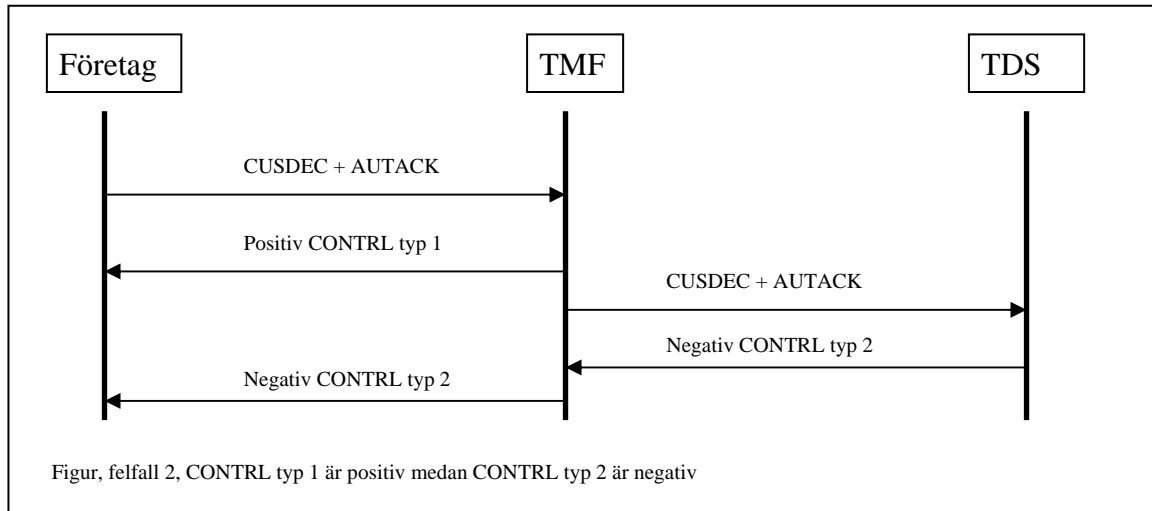 Företag
TMF
TDS
CUSDEC + AUTACK
Positiv CONTRL typ 1
CUSDEC + AUTACK
Negativ CONTRL typ 2
Negativ CONTRL typ 2
Figur, felfall 2, CONTRL typ 1 är positiv medan CONTRL typ 2 är negativ